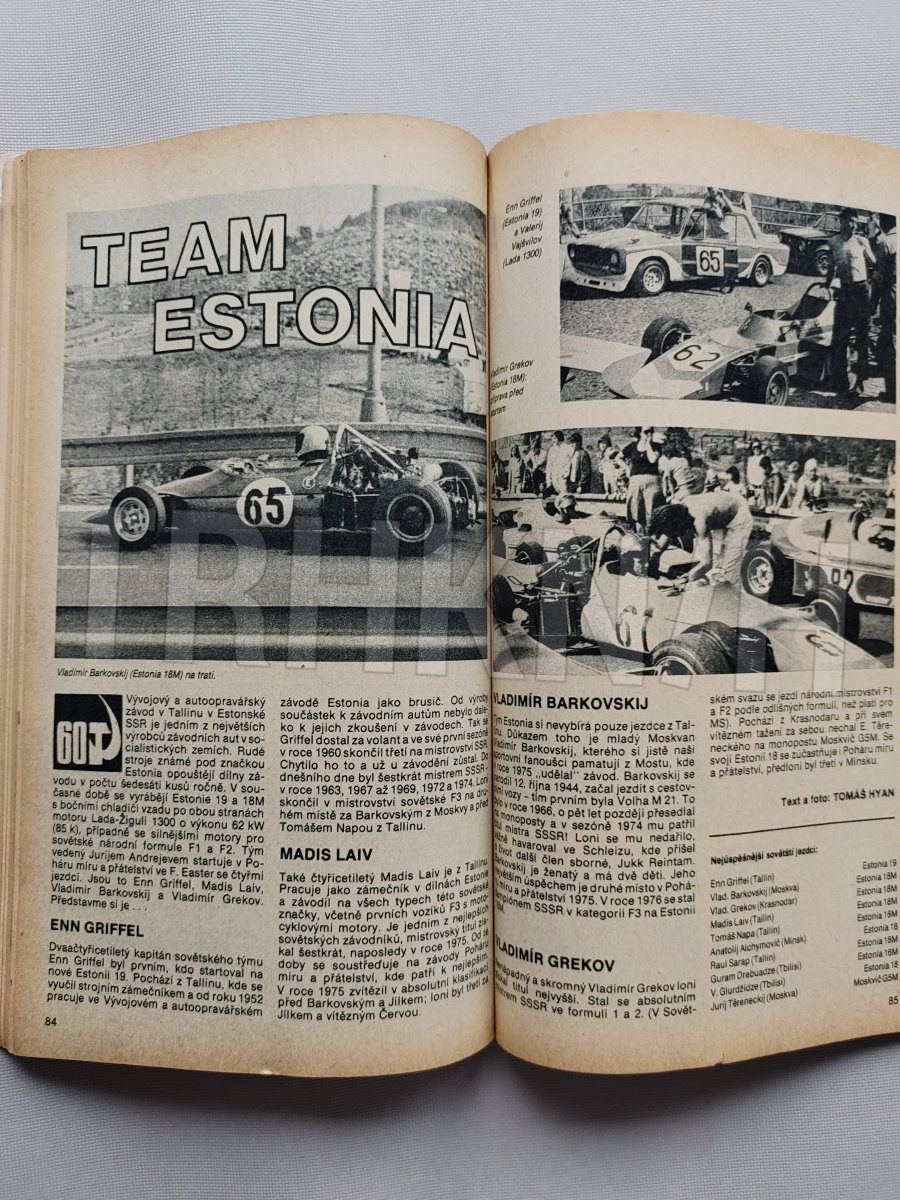 TEAM
ESTONIA
65
Vladimír Barkovskij (Estonia 18M) na trati.
60
Vývojový a autoopravářský
závod v Tallinu v Estonské
SSR je jedním z největších
výrobců závodních aut v so-
cialistických zemích. Rudé
stroje známé pod značkou
Estonia opouštějí dílny zá-
vodu v počtu šedesáti kusů ročně. V sou-
časné době se vyrábějí Estonie 19 a 18M
s bočními chladiči vzadu po obou stranách
motoru Lada-Žiguli 1300 o výkonu 62 kW
(85 k), případně se silnějšími motory pro
sovětské národní formule F1 a F2. Tým
vedený Jurijem Andrejevem startuje v Po-
háru míru a přátelství ve F. Easter se čtyřmi
jezdci. Jsou to Enn Griffel, Madis Laiv,
Vladimír Barkovskij a Vladimír Grekov.
Představme si je . . .
ENN GRIFFEL
Dvaačtyřicetiletý kapitán sovětského týmu
Enn Griffel byl prvním, kdo startoval na
nové Estonii 19. Pochází z Tallinu, kde se
vyučil strojním zámečníkem a od roku 1952
pracuje ve Vývojovém a autoopravářském
84
závodě Estonia jako brusič. Od výroby
součástek k závodním autům nebylo dále-
ko k jejich zkoušení v závodech. Tak se
Griffel dostal za volant a ve své první sezóně
v roce 1960 skončil třetí na mistrovství SSR.
Chytilo ho to a už u závodění zůstal. Do
dnešního dne byl šestkrát mistrem SSSR –
v roce 1963, 1967 až 1969, 1972 a 1974. Loni
skončil v mistrovství sovětské F3 na dru-
hém místě za Barkovským z Moskvy a před
Tomášem Napou z Tallinu.
MADIS LAIV
Také čtyřicetiletý Madis Laiv je z Tallinu.
Pracuje jako zámečník v dílnách Estonie
a závodil na všech typech této sovětské
značky, včetně prvních vozíků F3 s moto-
cyklovými motory. Je jedním z nejlepších
sovětských závodníků, mistrovský titul zís-
kal šestkrát, naposledy v roce 1975. Od té
doby se soustřeďuje na závody Poháru
míru a přátelství, kde patří k nejlepším.
V roce 1975 zvítězil v absolutní klasifikaci
před Barkovským a Jílkem; loni byl třetí za
Jílkem a vítězným Červou.
Enn Griffel
(Estonia 19)
a Valerij
Vajšvilov
(Lada 1300)
65
62
Vladimír Grekov
(Estonia 18M):
příprava před
startem
VLADIMÍR BARKOVSKIJ
Tým Estonia si nevybírá pouze jezdce z Tal-
linu. Důkazem toho je mladý Moskvan
Vladimír Barkovskij, kterého si jistě naši
sportovní fanoušci pamatují z Mostu, kde
v roce 1975 „udělal” závod. Barkovskij se
narodil 12. října 1944, začal jezdit s cestov-
ními vozy – tím prvním byla Volha M 21. To
bylo v roce 1966, o pět let později přesedlal
na monoposty a v sezóně 1974 mu patřil
titul mistra SSSR! Loni se mu nedařilo,
vážně havaroval ve Schleizu, kde přišel
o život další člen sborné, Jukk Reintam.
Barkovskij je ženatý a má dvě děti. Jeho
největším úspěchem je druhé místo v Pohá-
ru míru a přátelství 1975. V roce 1976 se stal
šampiónem SSSR v kategorii F3 na Estonii
18M.
VLADIMÍR GREKOV
Nenápadný a skromný Vladimír Grekov loni
získal titul nejvyšší. Stal se absolutním
mistrem SSSR ve formuli 1 a 2. (V Sovět-
ském svazu se jezdí národní mistrovství F1
a F2 podle odlišných formulí, než platí pro
MS). Pochází z Krasnodaru a při svém
vítězném tažení za sebou nechal E. Těre-
neckého na monopostu Moskvič G5M. Se
svojí Estonií 18 se zúčastňuje i Poháru míru
a přátelství, předloni byl třetí v Minsku.
Text a foto: TOMÁŠ HYAN
Nejúspěšnější sovětští jezdci:
Enn Griffel (Tallin) Estonia 19
Vlad. Barkovskij (Moskva) Estonia 18M
Vlad. Grekov (Krasnodar) Estonia 18M
Madis Laiv (Tallin) Estonia 18M
Tomáš Napa (Tallin) Estonia 18M
Anatolij Alchymovič (Minsk) Estonia 18
Raul Sarap (Tallin) Estonia 18M
Guram Drebuadze (Tbilisi) Estonia 16M
V. Glurdžidze (Tbilisi) Estonia 18
Jurij Těreneckij (Moskva) Moskvič G5M
85